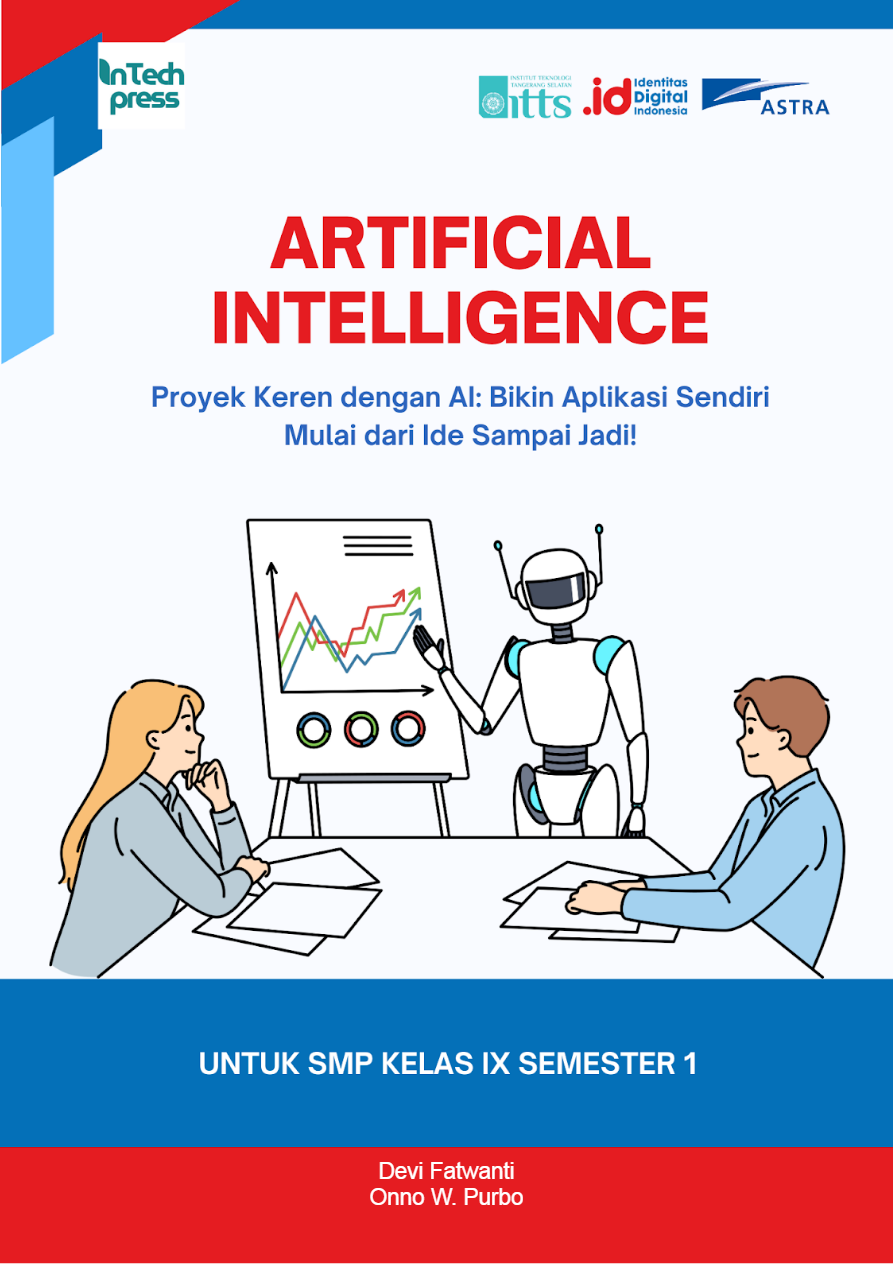 InTech
press
INSTITUT TEKNOLOGI
TANGERANG SELATAN
itts
.id
Identitas
Digital
Indonesia
ASTRA
ARTIFICIAL
INTELLIGENCE
Proyek Keren dengan AI: Bikin Aplikasi Sendiri
Mulai dari Ide Sampai Jadi!
UNTUK SMP KELAS IX SEMESTER 1
Devi Fatwanti
Onno W. Purbo